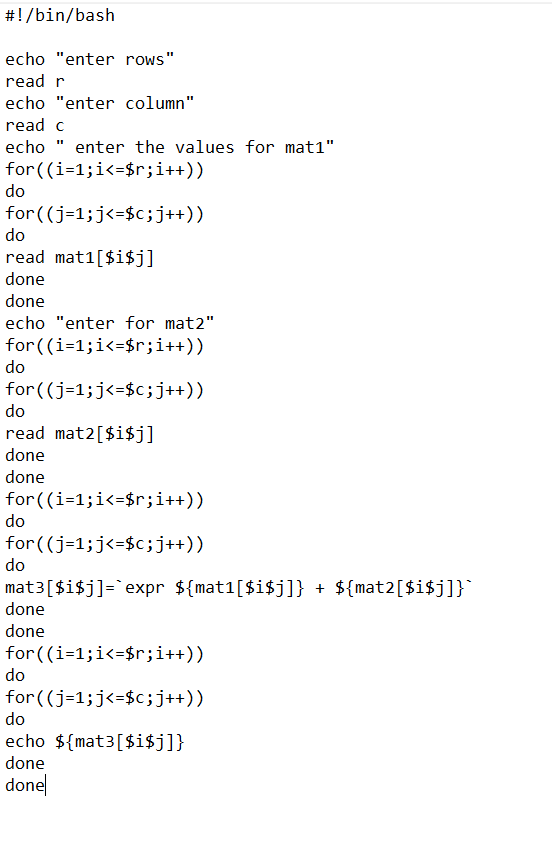 #!/bin/bash
echo "enter rows"
read r
echo "enter column"
read c
echo " enter the values for mat1"
for((i=1;i<=$r;i++))
do
for((j=1;j<=$c;j++))
do
read mat1[$i$j]
done
done
echo "enter for mat2"
for((i=1;i<=$r;i++))
do
for((j=1;j<=$c;j++))
do
read mat2[$i$j]
done
done
for((i=1;i<=$r;i++))
do
for((j=1;j<=$c;j++))
do
mat3[$i$j]=`expr ${mat1[$i$j]} + ${mat2[$i$j]}`
done
done
for((i=1;i<=$r;i++))
do
for((j=1;j<=$c;j++))
do
echo ${mat3[$i$j]}
done
done